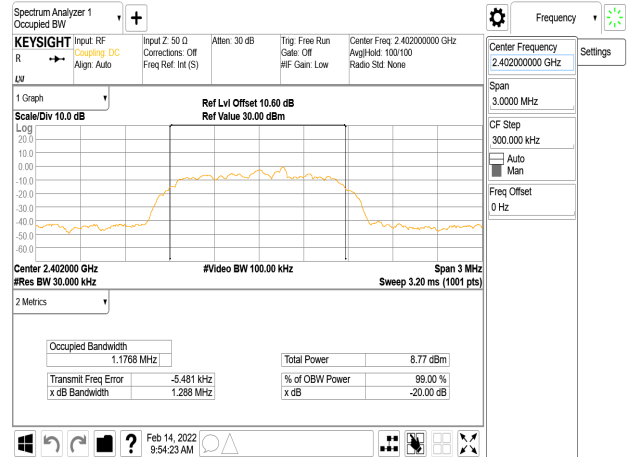 Spectrum Analyzer 1
Occupied BW
Frequency
KEYSIGHT
R
Input: RF
Coupling: DC
Align: Auto
Input Z: 50 Ω
Corrections: Off
Freq Ref: Int (S)
Atten: 30 dB
Trig: Free Run
Gate: Off
#IF Gain: Low
Center Freq: 2.402000000 GHz
Avg|Hold: 100/100
Radio Std: None
1 Graph
Scale/Div 10.0 dB
Ref Lvl Offset 10.60 dB
Ref Value 30.00 dBm
Log
20.0
10.0
0.00
-10.0
-20.0
-30.0
-40.0
-50.0
-60.0
Center 2.402000 GHz
#Res BW 30.000 kHz
#Video BW 100.00 kHz
Span 3 MHz
Sweep 3.20 ms (1001 pts)
2 Metrics
Occupied Bandwidth
1.1768 MHz
Total Power 8.77 dBm
Transmit Freq Error -5.481 kHz
% of OBW Power 99.00 %
x dB Bandwidth 1.288 MHz
x dB -20.00 dB
Feb 14, 2022
9:54:23 AM
Center Frequency
2.402000000 GHz
Settings
Span
3.0000 MHz
CF Step
300.000 kHz
Auto
Man
Freq Offset
0 Hz